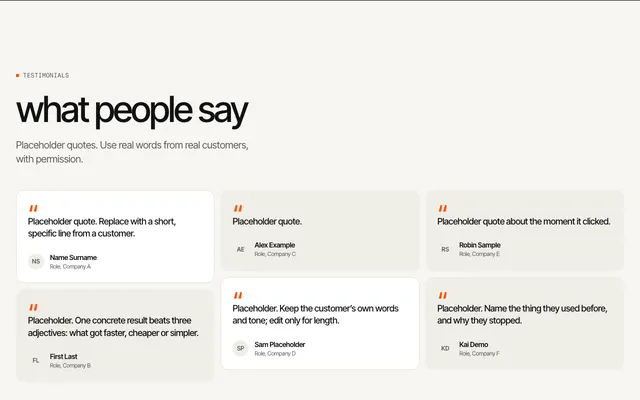 TESTIMONIALS
what people say
Placeholder quotes. Use real words from real customers,
with permission.
Placeholder quote. Replace with a short,
specific line from a customer.
NS
Name Surname
Role, Company A
Placeholder. One concrete result beats three
adjectives: what got faster, cheaper or simpler.
FL
First Last
Role, Company B
Placeholder quote.
AE
Alex Example
Role, Company C
Placeholder. Keep the customer’s own words
and tone; edit only for length.
SP
Sam Placeholder
Role, Company D
Placeholder quote about the moment it clicked.
RS
Robin Sample
Role, Company E
Placeholder. Name the thing they used before,
and why they stopped.
KD
Kai Demo
Role, Company F